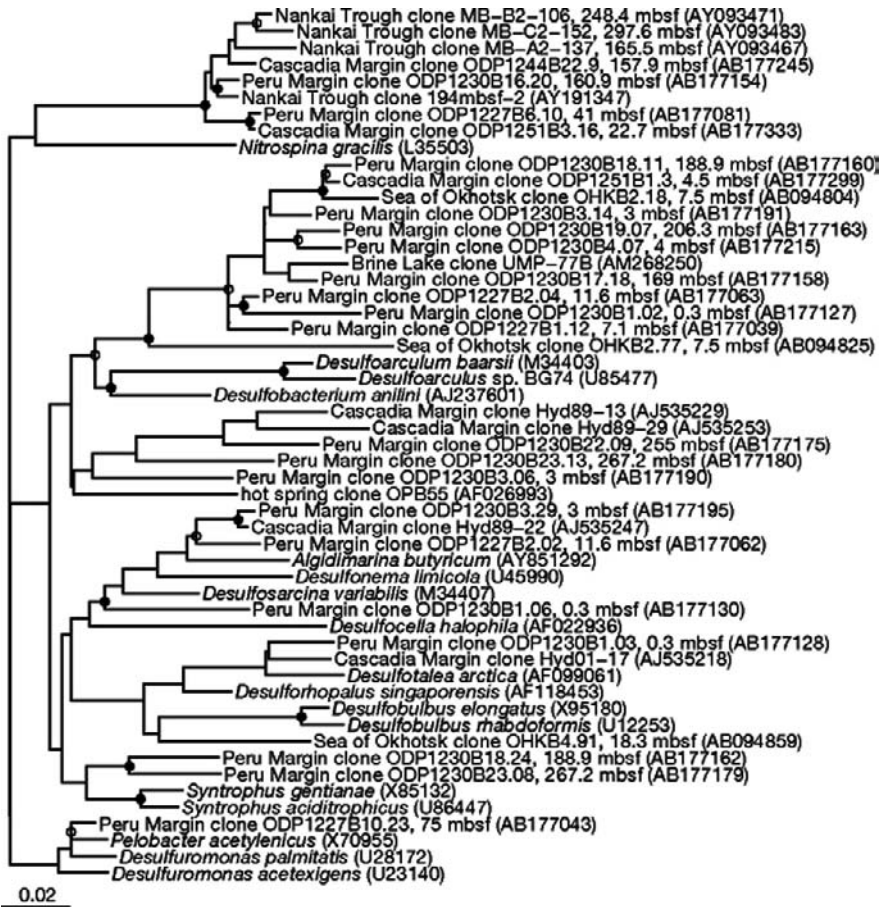 Nankai Trough clone MB-B2-106, 248.4 mbsf (AY093471)
Nankai Trough clone MB-C2-152, 297.6 mbsf (AY093483)
Nankai Trough clone MB-A2-137, 165.5 mbsf (AY093467)
Cascadia Margin clone ODP1244B22.9, 157.9 mbsf (AB177245)
Peru Margin clone ODP1230B16.20, 160.9 mbsf (AB177154)
Nankai Trough clone 194mbsf-2 (AY191347)
Peru Margin clone ODP1227B6.10, 41 mbsf (AB177081)
Cascadia Margin clone ODP1251B3.16, 22.7 mbsf (AB177333)
Nitrospina gracilis (L35503)
Peru Margin clone ODP1230B18.11, 188.9 mbsf (AB177160)
Cascadia Margin clone ODP1251B1.3, 4.5 mbsf (AB177299)
Sea of Okhotsk clone OHKB2.18, 7.5 mbsf (AB094804)
Peru Margin clone ODP1230B3.14, 3 mbsf (AB177191)
Peru Margin clone ODP1230B19.07, 206.3 mbsf (AB177163)
Peru Margin clone ODP1230B4.07, 4 mbsf (AB177215)
Brine Lake clone UMP-77B (AM268250)
Peru Margin clone ODP1230B17.18, 169 mbsf (AB177158)
Peru Margin clone ODP1227B2.04, 11.6 mbsf (AB177063)
Peru Margin clone ODP1230B1.02, 0.3 mbsf (AB177127)
Peru Margin clone ODP1227B1.12, 7.1 mbsf (AB177039)
Sea of Okhotsk clone OHKB2.77, 7.5 mbsf (AB094825)
Desulfoarculum baarsii (M34403)
Desulfoarculus sp. BG74 (U85477)
Desulfobacterium anilini (AJ237601)
Cascadia Margin clone Hyd89-13 (AJ535229)
Cascadia Margin clone Hyd89-29 (AJ535253)
Peru Margin clone ODP1230B22.09, 255 mbsf (AB177175)
Peru Margin clone ODP1230B23.13, 267.2 mbsf (AB177180)
Peru Margin clone ODP1230B3.06, 3 mbsf (AB177190)
hot spring clone OPB55 (AF026993)
Peru Margin clone ODP1230B3.29, 3 mbsf (AB177195)
Cascadia Margin clone Hyd89-22 (AJ535247)
Peru Margin clone ODP1227B2.02, 11.6 mbsf (AB177062)
Algidimarina butyricum (AY851292)
Desulfonema limicola (U45990)
Desulfosarcina variabilis (M34407)
Peru Margin clone ODP1230B1.06, 0.3 mbsf (AB177130)
Desulfocella halophila (AF022936)
Peru Margin clone ODP1230B1.03, 0.3 mbsf (AB177128)
Cascadia Margin clone Hyd01-17 (AJ535218)
Desulfotalea arctica (AF099061)
Desulforhopalus singaporensis (AF118453)
Desulfobulbus elongatus (X95180)
Desulfobulbus rhabdoformis (U12253)
Sea of Okhotsk clone OHKB4.91, 18.3 mbsf (AB094859)
Peru Margin clone ODP1230B18.24, 188.9 mbsf (AB177162)
Peru Margin clone ODP1230B23.08, 267.2 mbsf (AB177179)
Syntrophus gentianae (X85132)
Syntrophus aciditrophicus (U86447)
Peru Margin clone ODP1227B10.23, 75 mbsf (AB177043)
Pelobacter acetylenicus (X70955)
Desulfuromonas palmitatis (U28172)
Desulfuromonas acetexigens (U23140)
0.02